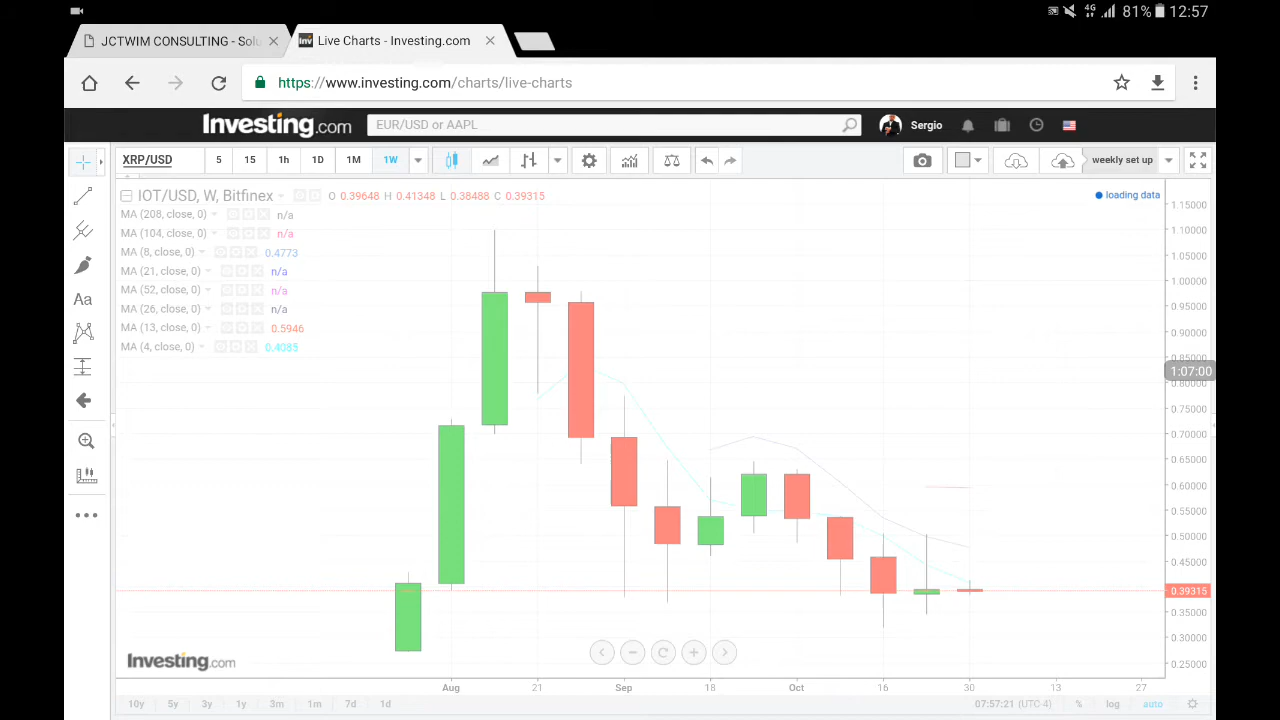 81% 12:57
JCTWIM CONSULTING - Solu
Live Charts - Investing.com
https://www.investing.com/charts/live-charts
Investing.com
EUR/USD or AAPL
Sergio
XRP/USD 5 15 1h 1D 1M 1W
weekly set up
IOT/USD, W, Bitfinex O 0.39648 H 0.41348 L 0.38488 C 0.39315
loading data
MA (208, close, 0) n/a
MA (104, close, 0) n/a
MA (8, close, 0) 0.4773
MA (21, close, 0) n/a
MA (52, close, 0) n/a
MA (26, close, 0) n/a
MA (13, close, 0) 0.5946
MA (4, close, 0) 0.4085
Aa
1.15000
1.10000
1.05000
1.00000
0.95000
0.90000
0.85000
1:07:00
0.80000
0.75000
0.70000
0.65000
0.60000
0.55000
0.50000
0.45000
0.39315
0.35000
0.30000
0.25000
Investing.com
Aug 21 Sep 18 Oct 16 30 13 27
10y 5y 3y 1y 3m 1m 7d 1d
07:57:21 (UTC-4) % log auto